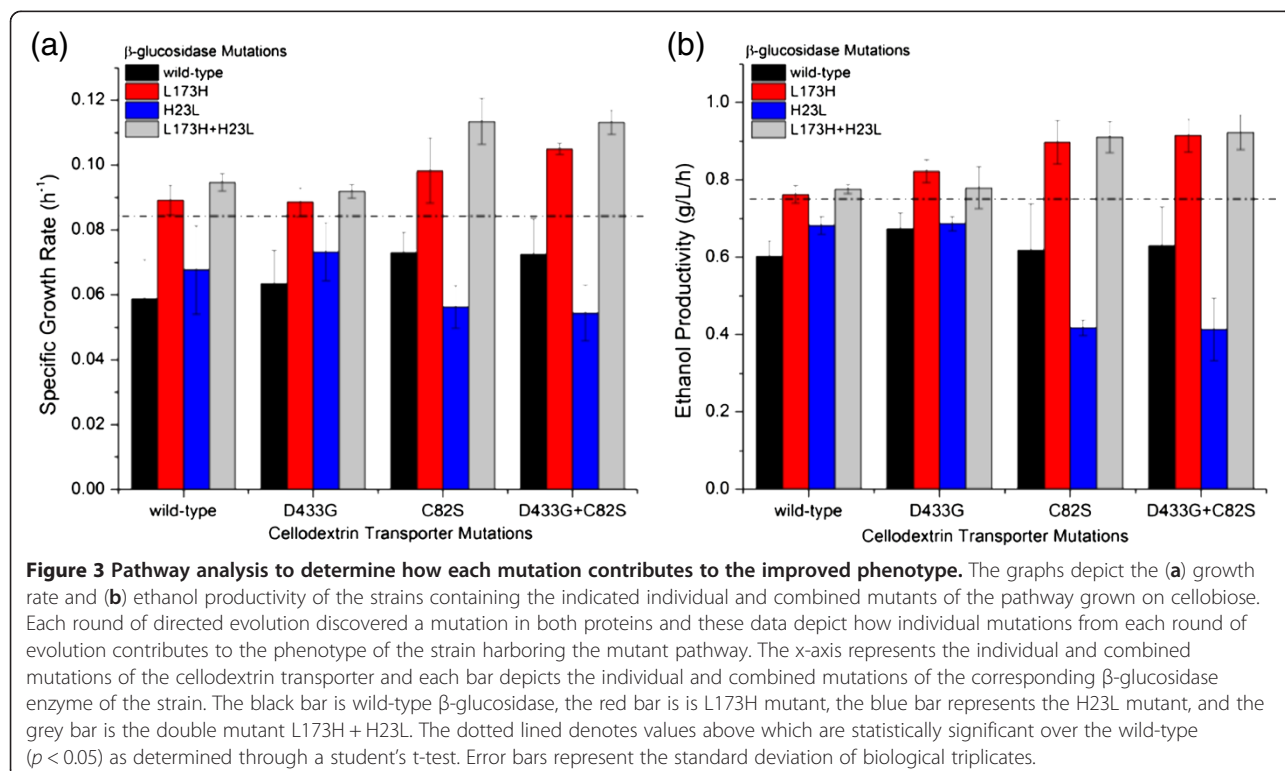 (a)
β-glucosidase Mutations
wild-type
L173H
H23L
L173H+H23L
Specific Growth Rate (h⁻¹)
0.12
0.10
0.08
0.06
0.04
0.02
0.00
wild-type D433G C82S D433G+C82S
Cellodextrin Transporter Mutations
(b)
β-glucosidase Mutations
wild-type
L173H
H23L
L173H+H23L
Ethanol Productivity (g/L/h)
1.0
0.8
0.6
0.4
0.2
0.0
wild-type D433G C82S D433G+C82S
Cellodextrin Transporter Mutations
Figure 3 Pathway analysis to determine how each mutation contributes to the improved phenotype. The graphs depict the (a) growth
rate and (b) ethanol productivity of the strains containing the indicated individual and combined mutants of the pathway grown on cellobiose.
Each round of directed evolution discovered a mutation in both proteins and these data depict how individual mutations from each round of
evolution contributes to the phenotype of the strain harboring the mutant pathway. The x-axis represents the individual and combined
mutations of the cellodextrin transporter and each bar depicts the individual and combined mutations of the corresponding β-glucosidase
enzyme of the strain. The black bar is wild-type β-glucosidase, the red bar is is L173H mutant, the blue bar represents the H23L mutant, and the
grey bar is the double mutant L173H + H23L. The dotted lined denotes values above which are statistically significant over the wild-type
(p < 0.05) as determined through a student's t-test. Error bars represent the standard deviation of biological triplicates.